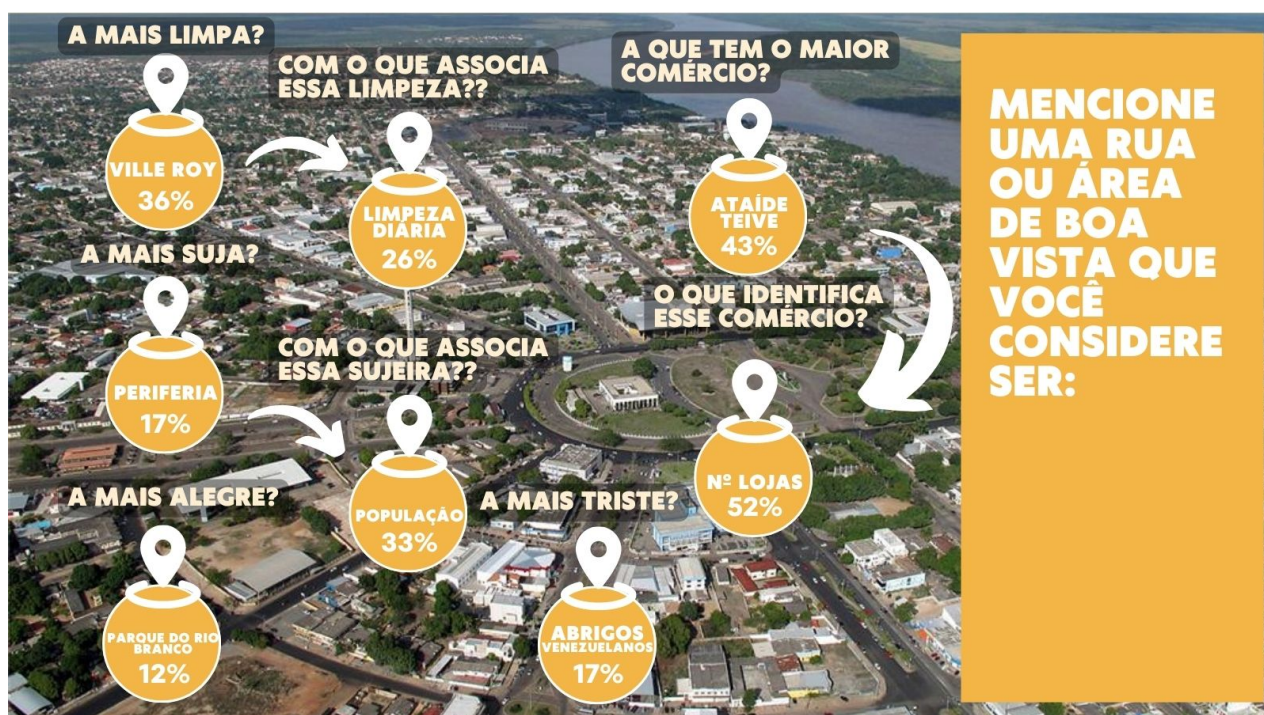 A MAIS LIMPA?
VILLE ROY
36%
COM O QUE ASSOCIA
ESSA LIMPEZA??
LIMPEZA
DIÁRIA
26%
A QUE TEM O MAIOR
COMÉRCIO?
ATAÍDE
TEIVE
43%
O QUE IDENTIFICA
ESSE COMÉRCIO?
Nº LOJAS
52%
A MAIS SUJA?
PERIFERIA
17%
COM O QUE ASSOCIA
ESSA SUJEIRA??
POPULAÇÃO
33%
A MAIS ALEGRE?
PARQUE DO RIO
BRANCO
12%
A MAIS TRISTE?
ABRIGOS
VENEZUELANOS
17%
MENCIONE
UMA RUA
OU ÁREA
DE BOA
VISTA QUE
VOCÊ
CONSIDERE
SER: